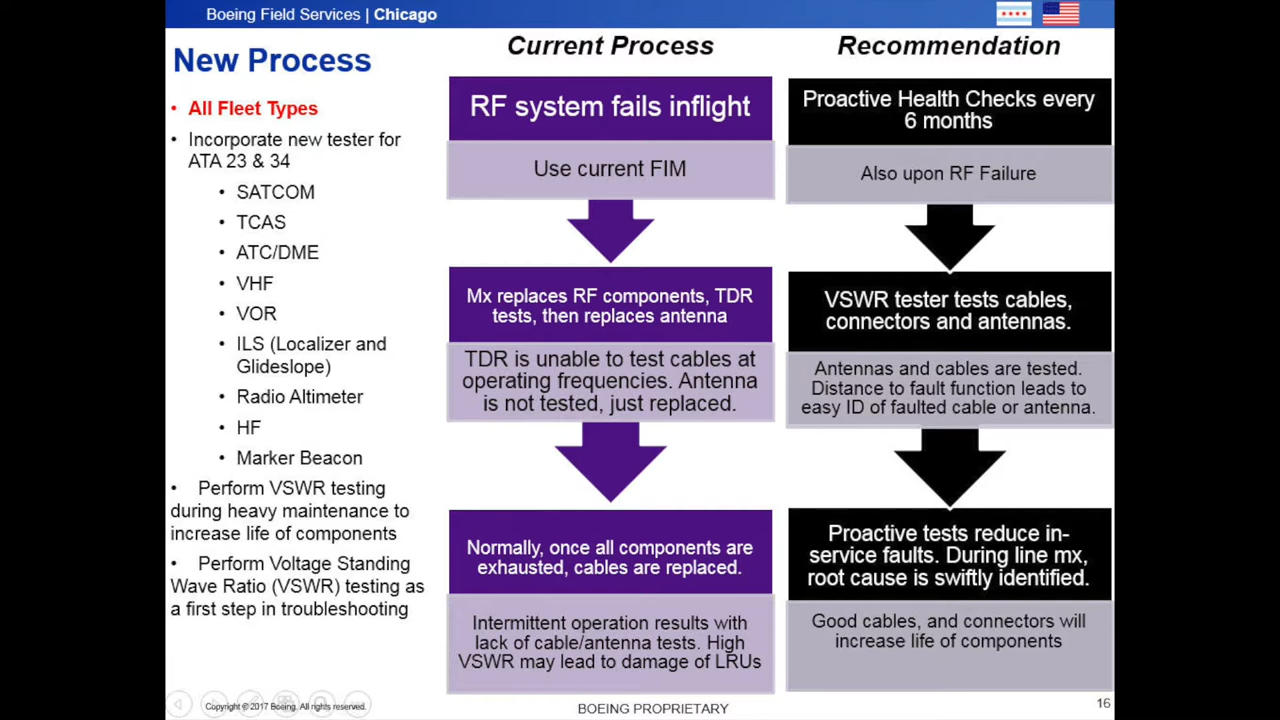 Boeing Field Services | Chicago
New Process
• All Fleet Types
• Incorporate new tester for
ATA 23 & 34
• SATCOM
• TCAS
• ATC/DME
• VHF
• VOR
• ILS (Localizer and
Glideslope)
• Radio Altimeter
• HF
• Marker Beacon
• Perform VSWR testing
during heavy maintenance to
increase life of components
• Perform Voltage Standing
Wave Ratio (VSWR) testing as
a first step in troubleshooting
Current Process
RF system fails inflight
Use current FIM
Mx replaces RF components, TDR
tests, then replaces antenna
TDR is unable to test cables at
operating frequencies. Antenna
is not tested, just replaced.
Normally, once all components are
exhausted, cables are replaced.
Intermittent operation results with
lack of cable/antenna tests. High
VSWR may lead to damage of LRUs
Recommendation
Proactive Health Checks every
6 months
Also upon RF Failure
VSWR tester tests cables,
connectors and antennas.
Antennas and cables are tested.
Distance to fault function leads to
easy ID of faulted cable or antenna.
Proactive tests reduce in-
service faults. During line mx,
root cause is swiftly identified.
Good cables, and connectors will
increase life of components
Copyright © 2017 Boeing. All rights reserved.
BOEING PROPRIETARY
16